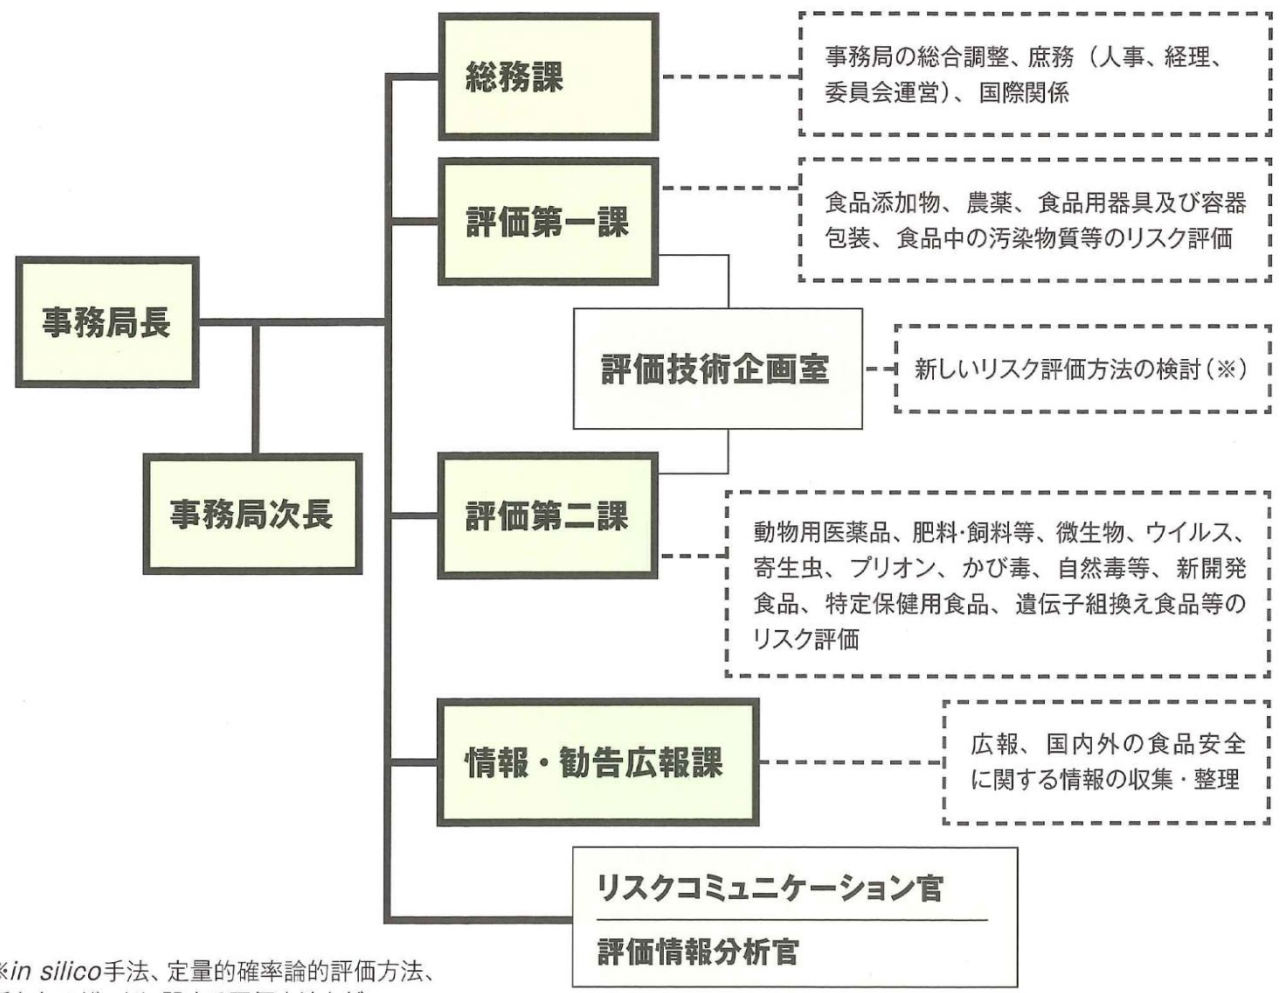 総務課
事務局の総合調整、庶務（人事、経理、
委員会運営）、国際関係
評価第一課
食品添加物、農薬、食品用器具及び容器
包装、食品中の汚染物質等のリスク評価
事務局長
評価技術企画室
新しいリスク評価方法の検討（※）
事務局次長
評価第二課
動物用医薬品、肥料・飼料等、微生物、ウイルス、
寄生虫、プリオン、かび毒、自然毒等、新開発
食品、特定保健用食品、遺伝子組換え食品等の
リスク評価
情報・勧告広報課
広報、国内外の食品安全
に関する情報の収集・整理
リスクコミュニケーション官
評価情報分析官
※in silico手法、定量的確率論的評価方法、